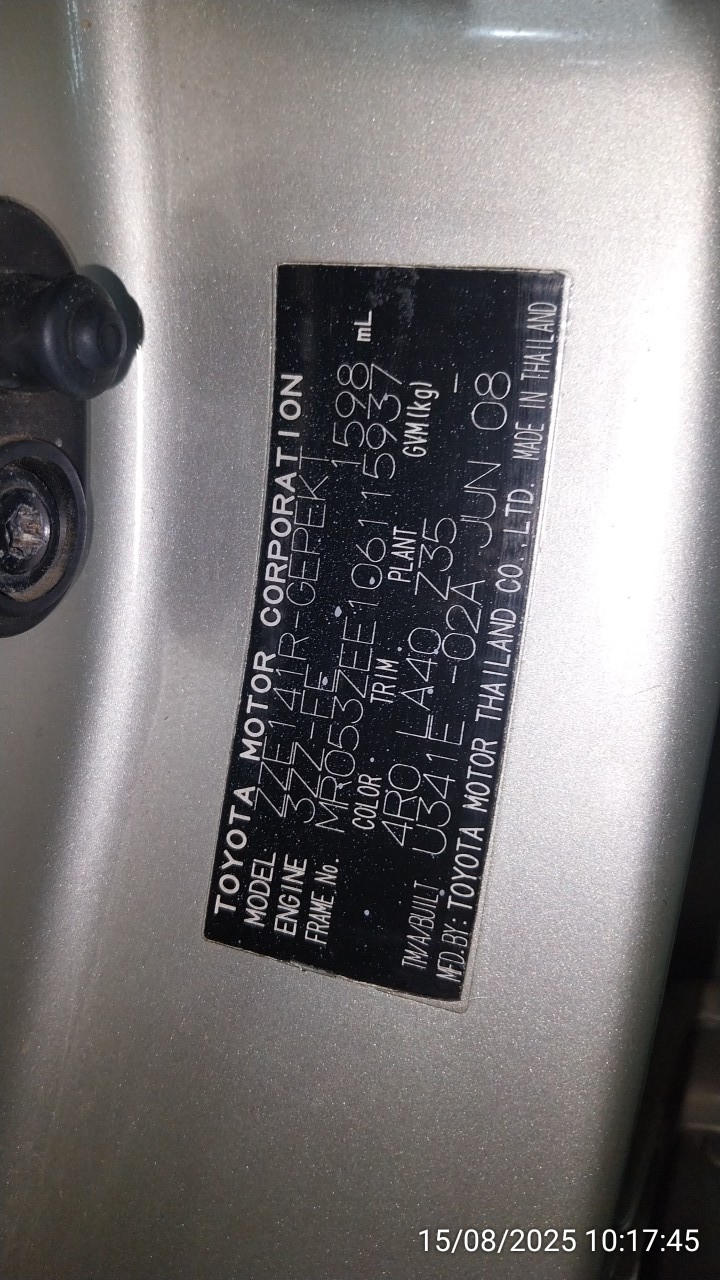 TOYOTA MOTOR CORPORATION
MODEL ZZE141R-GEPEKT
ENGINE 3ZZ-FE 1598 mL
FRAME No. MR053ZEE106115937
COLOR TRIM PLANT GVM(kg)
4R0 LA40 Z35 –
TM/A/BUILT U341E -02A JUN 08
MFD.BY: TOYOTA MOTOR THAILAND CO.,LTD. MADE IN THAILAND
15/08/2025 10:17:45